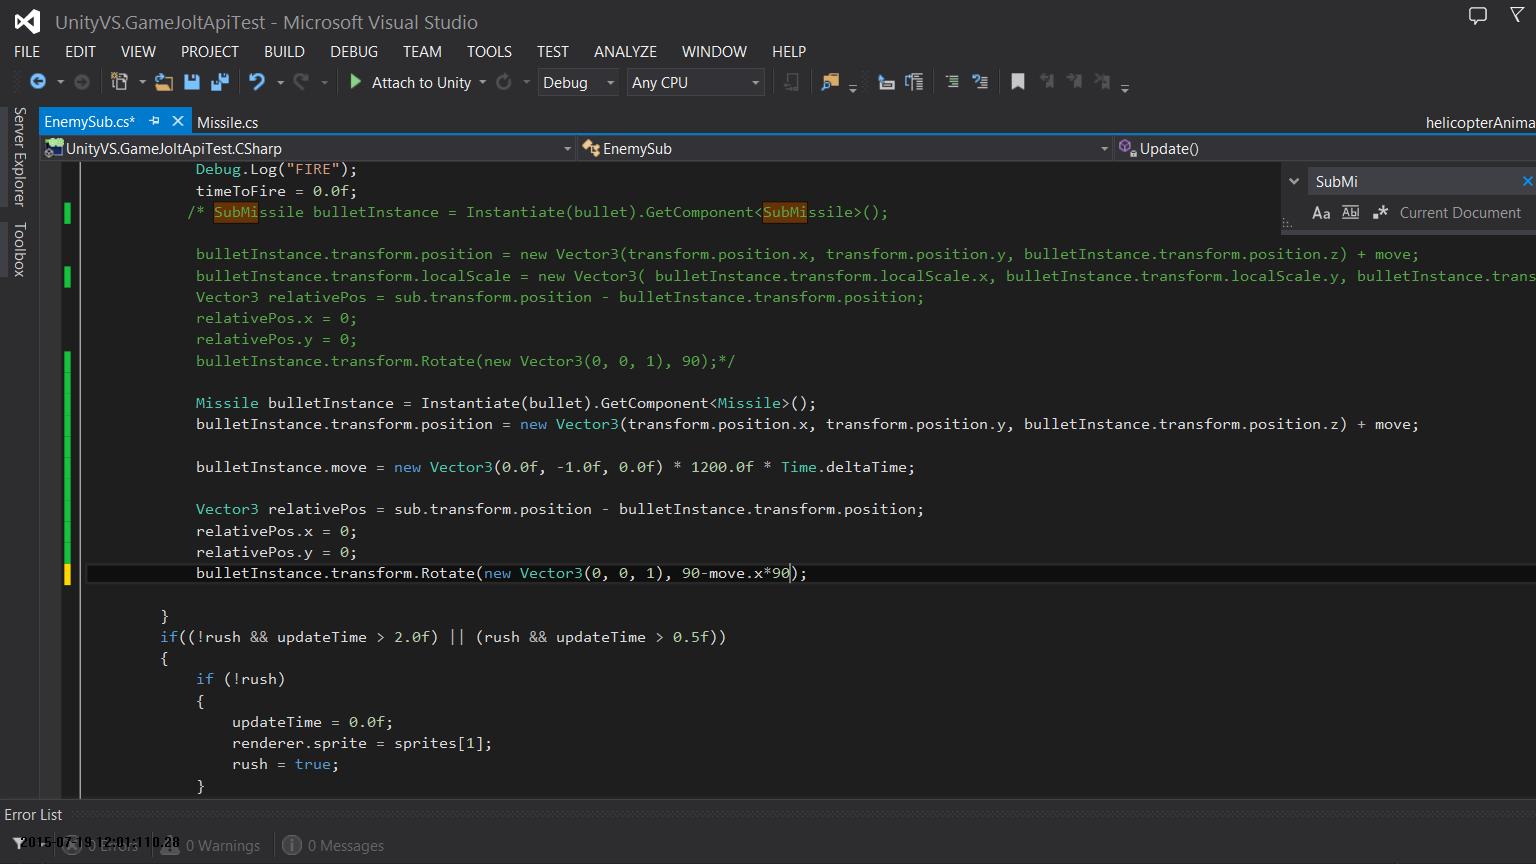 UnityVS.GameJoltApiTest - Microsoft Visual Studio
FILE EDIT VIEW PROJECT BUILD DEBUG TEAM TOOLS TEST ANALYZE WINDOW HELP
Attach to Unity Debug Any CPU
Server Explorer
Toolbox
EnemySub.cs* Missile.cs helicopterAnima
UnityVS.GameJoltApiTest.CSharp EnemySub Update()
SubMi
Aa Abl .* Current Document
Debug.Log("FIRE");
timeToFire = 0.0f;
/* SubMissile bulletInstance = Instantiate(bullet).GetComponent<SubMissile>();
bulletInstance.transform.position = new Vector3(transform.position.x, transform.position.y, bulletInstance.transform.position.z) + move;
bulletInstance.transform.localScale = new Vector3( bulletInstance.transform.localScale.x, bulletInstance.transform.localScale.y, bulletInstance.trans
Vector3 relativePos = sub.transform.position - bulletInstance.transform.position;
relativePos.x = 0;
relativePos.y = 0;
bulletInstance.transform.Rotate(new Vector3(0, 0, 1), 90);*/
Missile bulletInstance = Instantiate(bullet).GetComponent<Missile>();
bulletInstance.transform.position = new Vector3(transform.position.x, transform.position.y, bulletInstance.transform.position.z) + move;
bulletInstance.move = new Vector3(0.0f, -1.0f, 0.0f) * 1200.0f * Time.deltaTime;
Vector3 relativePos = sub.transform.position - bulletInstance.transform.position;
relativePos.x = 0;
relativePos.y = 0;
bulletInstance.transform.Rotate(new Vector3(0, 0, 1), 90-move.x*90);
}
if((!rush && updateTime > 2.0f) || (rush && updateTime > 0.5f))
{
if (!rush)
{
updateTime = 0.0f;
renderer.sprite = sprites[1];
rush = true;
}
Error List
2015-07-19 12:01:110.28
0 Errors 0 Warnings 0 Messages